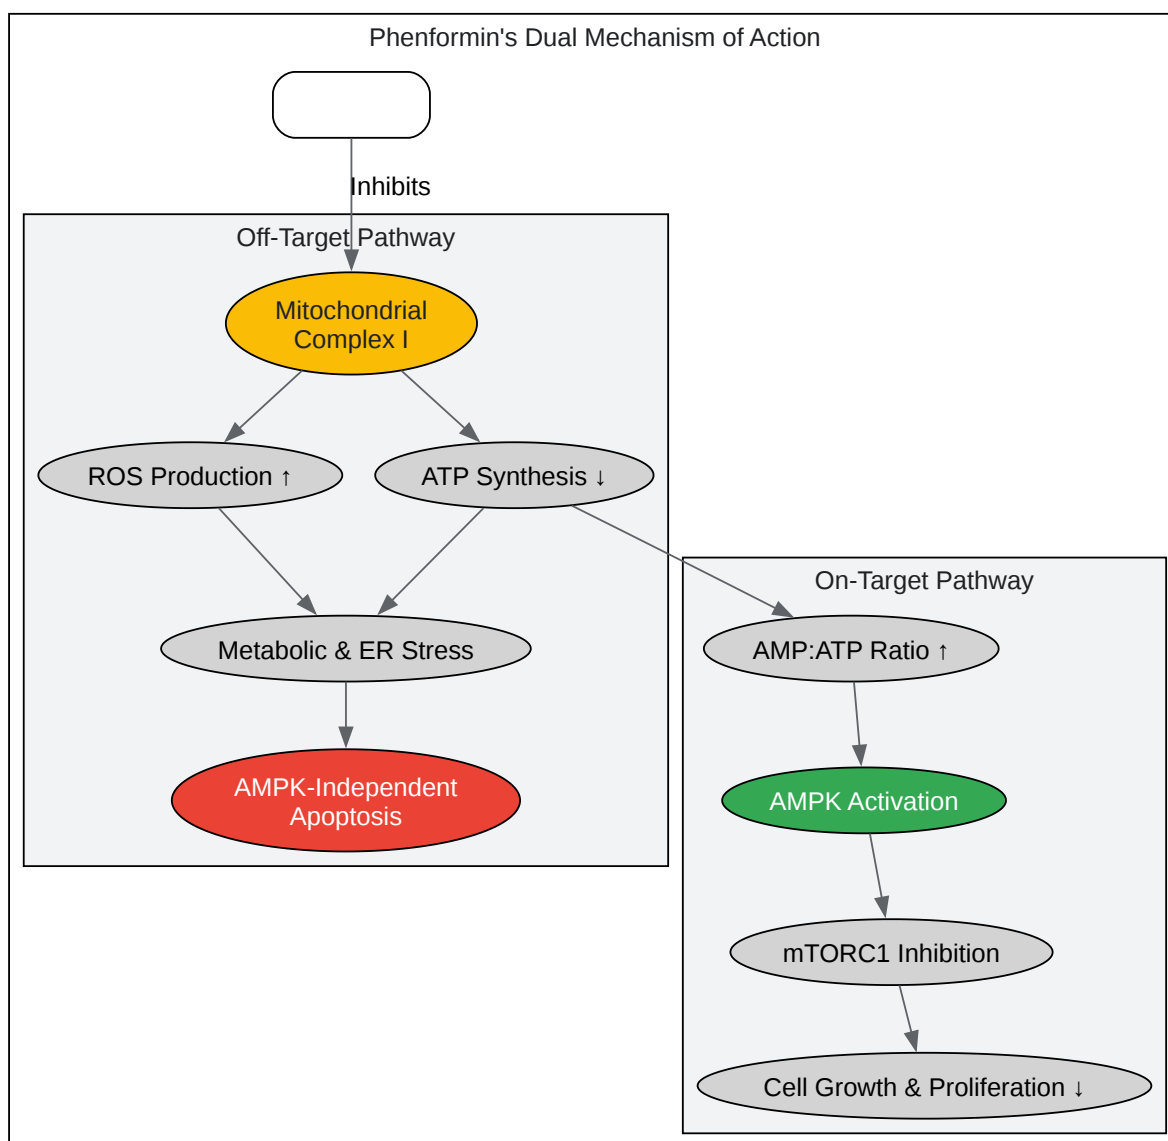 Phenformin's Dual Mechanism of Action
Inhibits
Off-Target Pathway
Mitochondrial
Complex I
ROS Production ↑
ATP Synthesis ↓
On-Target Pathway
Metabolic & ER Stress
AMP:ATP Ratio ↑
AMPK-Independent
Apoptosis
AMPK Activation
mTORC1 Inhibition
Cell Growth & Proliferation ↓